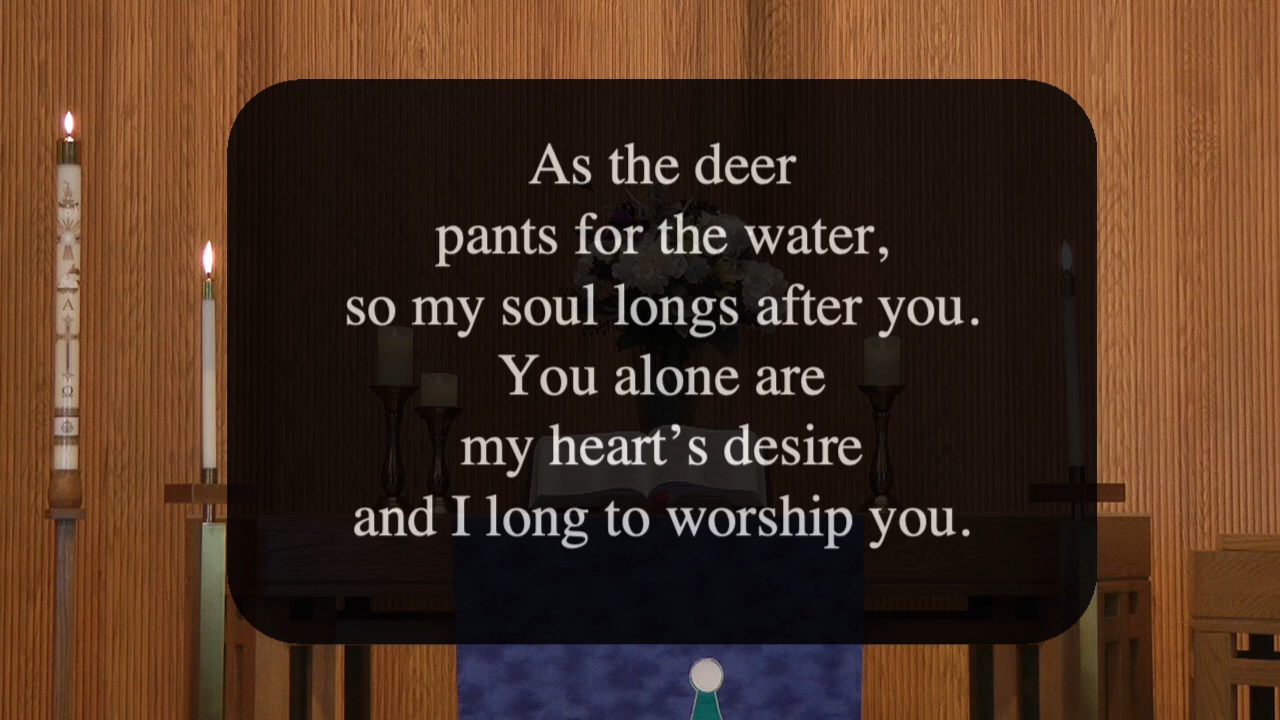 As the deer
pants for the water,
so my soul longs after you.
You alone are
my heart’s desire
and I long to worship you.
Α
Ω